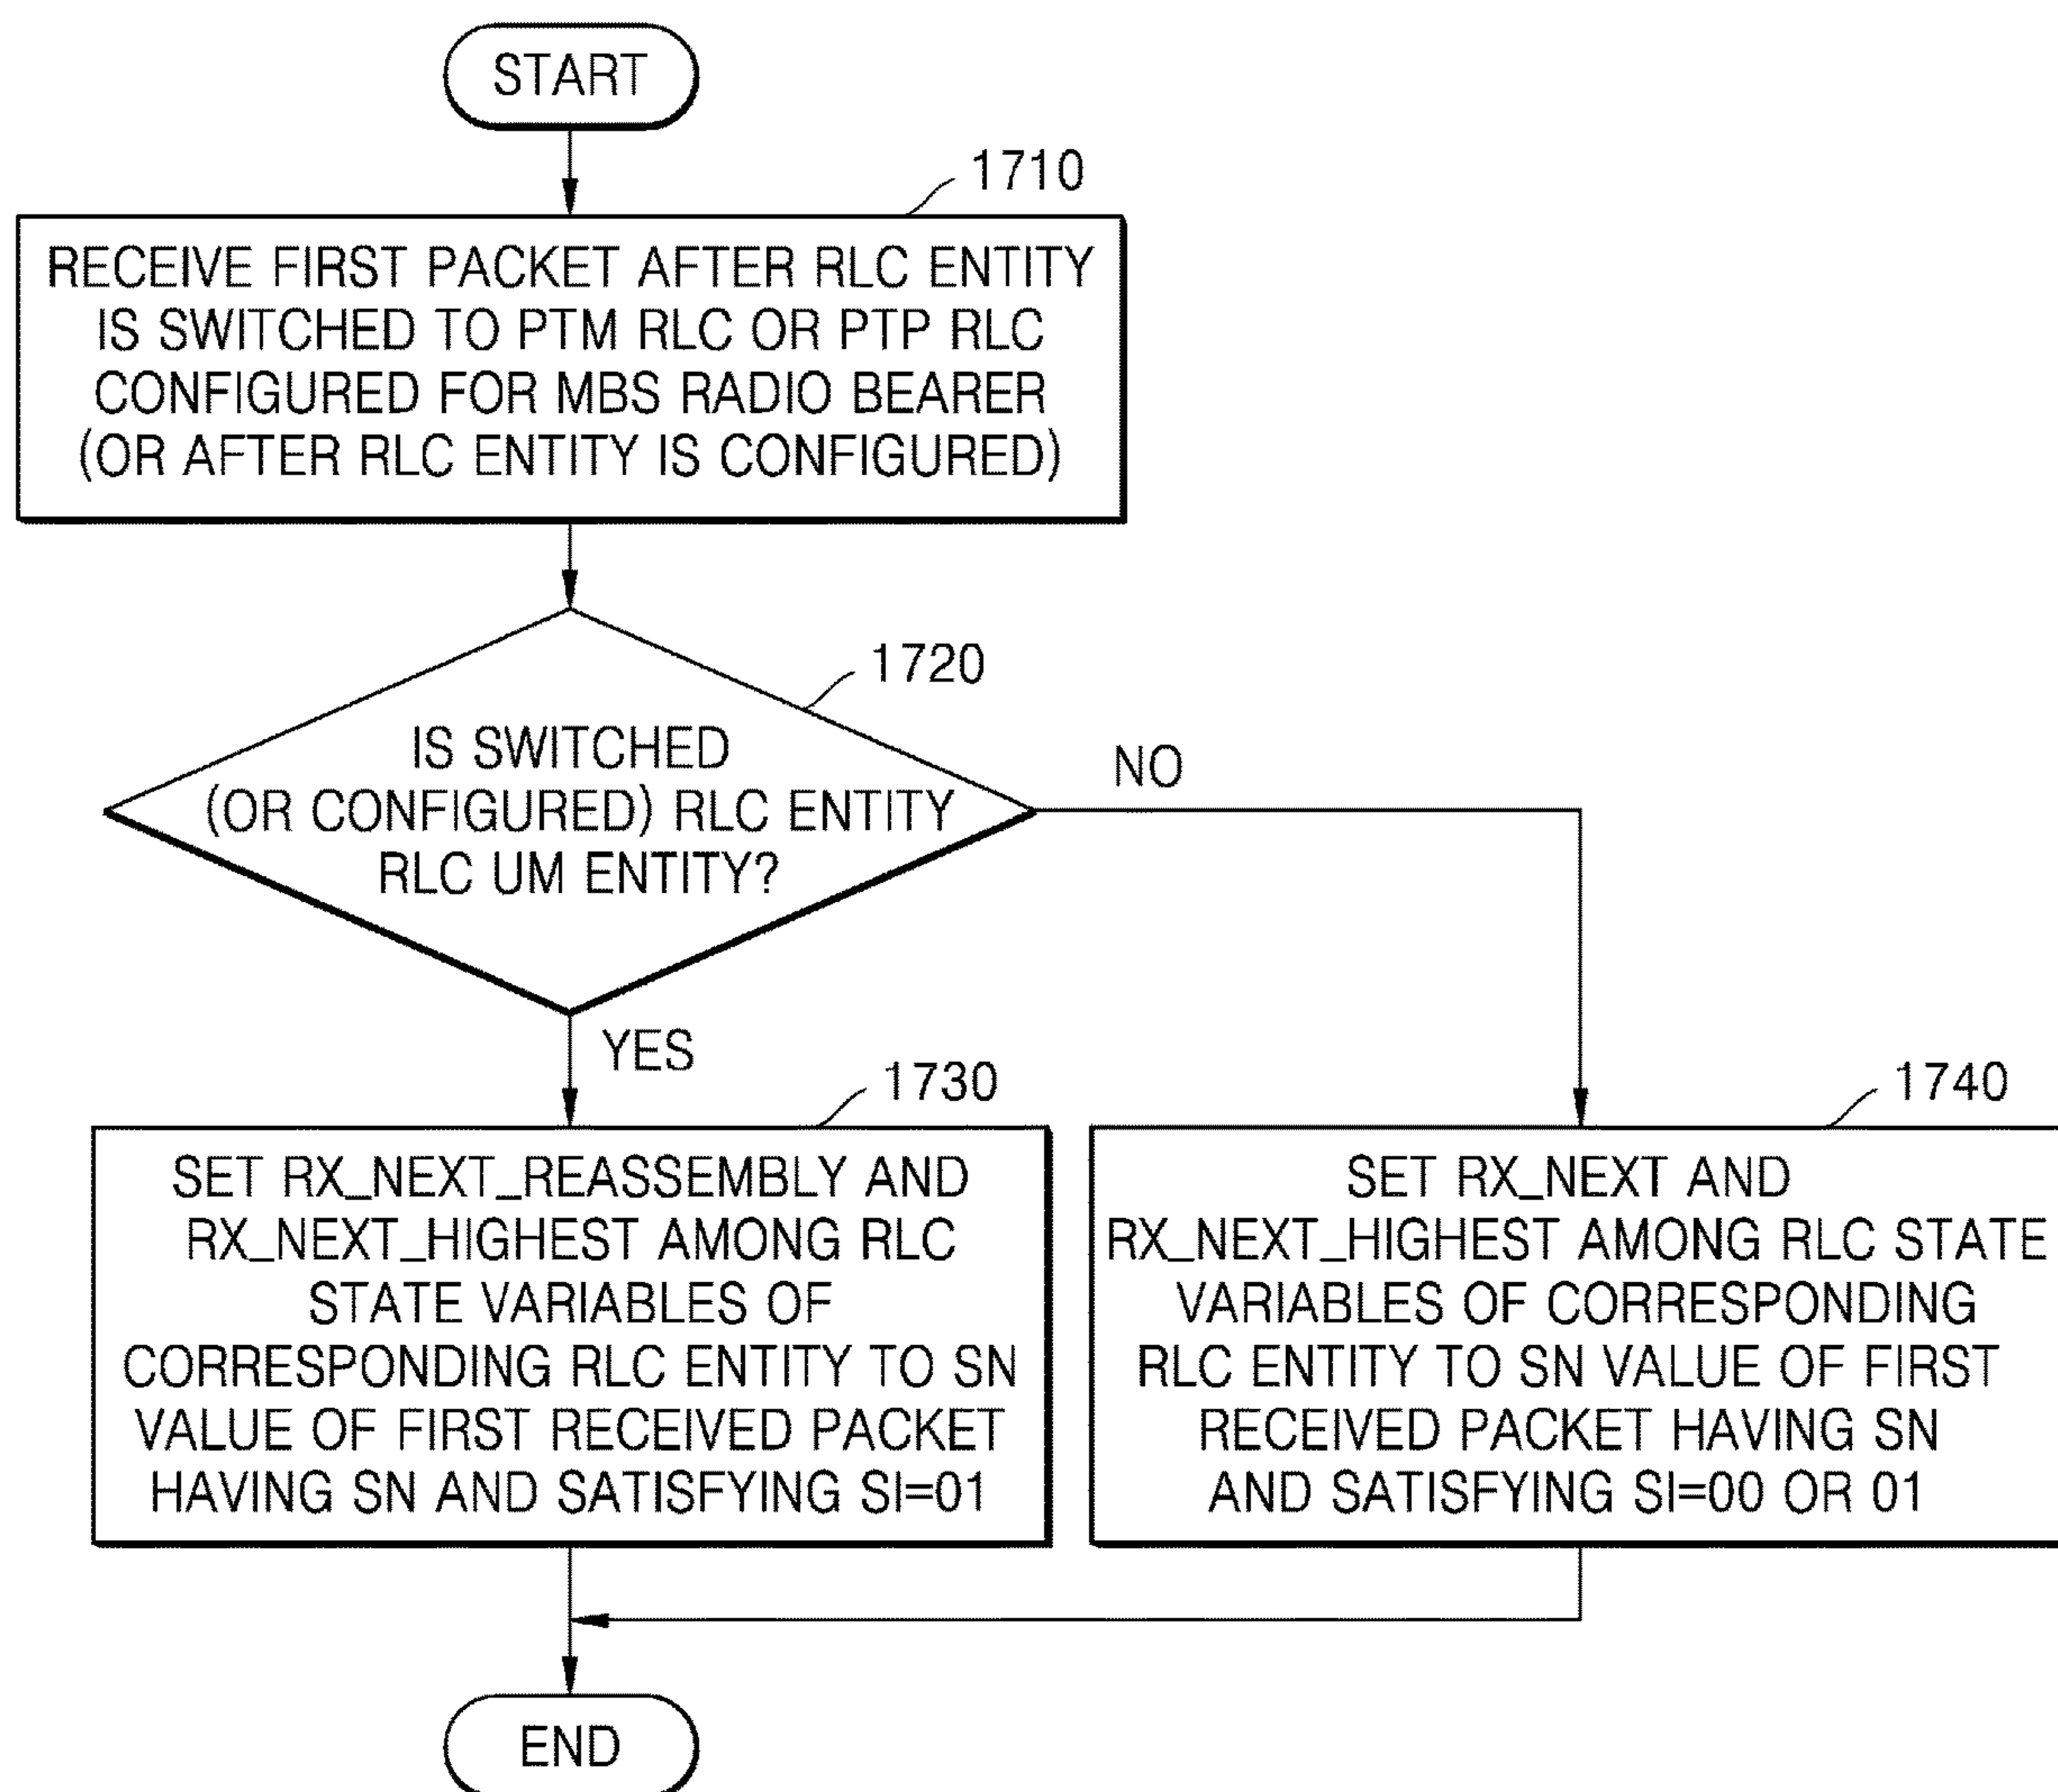 START
1710
RECEIVE FIRST PACKET AFTER RLC ENTITY
IS SWITCHED TO PTM RLC OR PTP RLC
CONFIGURED FOR MBS RADIO BEARER
(OR AFTER RLC ENTITY IS CONFIGURED)
1720
IS SWITCHED
(OR CONFIGURED) RLC ENTITY
RLC UM ENTITY?
NO
YES
1730
SET RX_NEXT_REASSEMBLY AND
RX_NEXT_HIGHEST AMONG RLC
STATE VARIABLES OF
CORRESPONDING RLC ENTITY TO SN
VALUE OF FIRST RECEIVED PACKET
HAVING SN AND SATISFYING SI=01
1740
SET RX_NEXT AND
RX_NEXT_HIGHEST AMONG RLC STATE
VARIABLES OF CORRESPONDING
RLC ENTITY TO SN VALUE OF FIRST
RECEIVED PACKET HAVING SN
AND SATISFYING SI=00 OR 01
END